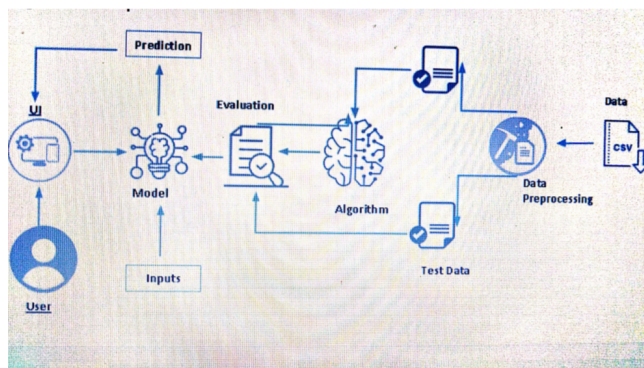 Prediction
UI
Evaluation
Data
CSV
Model
Algorithm
Data
Preprocessing
Inputs
Test Data
User